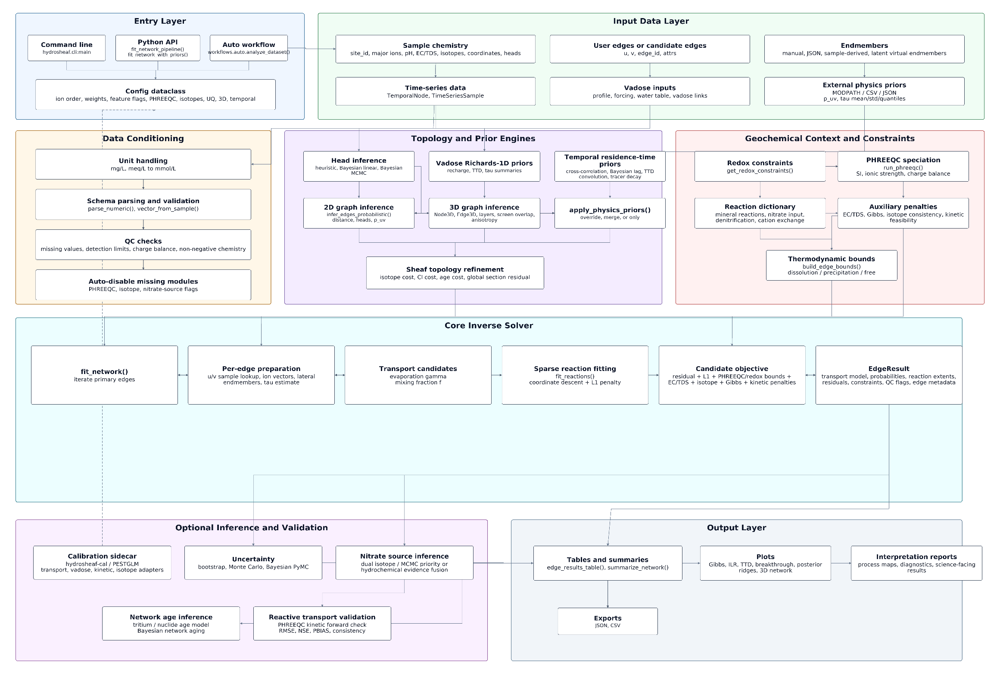 Entry Layer
Command line
hydrosheaf.cli:main
Python API
fit_network_pipeline()
fit_network_with_priors()
Auto workflow
workflows.auto.analyze_dataset()
Config dataclass
ion order, weights, feature flags, PHREEQC, isotopes, UQ, 3D, temporal
Input Data Layer
Sample chemistry
site_id, major ions, pH, EC/TDS, isotopes, coordinates, heads
User edges or candidate edges
u, v, edge_id, attrs
Endmembers
manual, JSON, sample-derived, latent virtual endmembers
Time-series data
TemporalNode, TimeSeriesSample
Vadose inputs
profile, forcing, water table, vadose links
External physics priors
MODPATH / CSV / JSON
p_uv, tau mean/std/quantiles
Data Conditioning
Unit handling
mg/L, meq/L to mmol/L
Schema parsing and validation
parse_numeric(), vector_from_sample()
QC checks
missing values, detection limits, charge balance, non-negative chemistry
Auto-disable missing modules
PHREEQC, isotope, nitrate-source flags
Topology and Prior Engines
Head inference
heuristic, Bayesian linear, Bayesian
MCMC
Vadose Richards-1D priors
recharge, TTD, tau summaries
Temporal residence-time
priors
cross-correlation, Bayesian lag, TTD
convolution, tracer decay
2D graph inference
infer_edges_probabilistic()
distance, heads, p_uv
3D graph inference
Node3D, Edge3D, layers, screen overlap,
anisotropy
apply_physics_priors()
override, merge, or only
Sheaf topology refinement
isotope cost, Cl cost, age cost, global section residual
Geochemical Context and Constraints
Redox constraints
get_redox_constraints()
PHREEQC speciation
run_phreeqc()
SI, ionic strength, charge balance
Reaction dictionary
mineral reactions, nitrate input,
denitrification, cation exchange
Auxiliary penalties
EC/TDS, Gibbs, isotope consistency, kinetic
feasibility
Thermodynamic bounds
build_edge_bounds()
dissolution / precipitation / free
Core Inverse Solver
fit_network()
iterate primary edges
Per-edge preparation
u/v sample lookup, ion vectors, lateral
endmembers, tau estimate
Transport candidates
evaporation gamma
mixing fraction f
Sparse reaction fitting
fit_reactions()
coordinate descent + L1 penalty
Candidate objective
residual + L1 + PHREEQC/redox bounds +
EC/TDS + isotope + Gibbs + kinetic penalties
EdgeResult
transport model, probabilities, reaction extents,
residuals, constraints, QC flags, edge metadata
Optional Inference and Validation
Calibration sidecar
hydrosheaf-cal / PESTGLM
transport, vadose, kinetic, isotope adapters
Uncertainty
bootstrap, Monte Carlo, Bayesian PyMC
Nitrate source inference
dual isotope / MCMC priority or
hydrochemical evidence fusion
Network age inference
tritium / nuclide age model
Bayesian network aging
Reactive transport validation
PHREEQC kinetic forward check
RMSE, NSE, PBIAS, consistency
Output Layer
Tables and summaries
edge_results_table(), summarize_network()
Plots
Gibbs, ILR, TTD, breakthrough, posterior
ridges, 3D network
Interpretation reports
process maps, diagnostics, science-facing
results
Exports
JSON, CSV